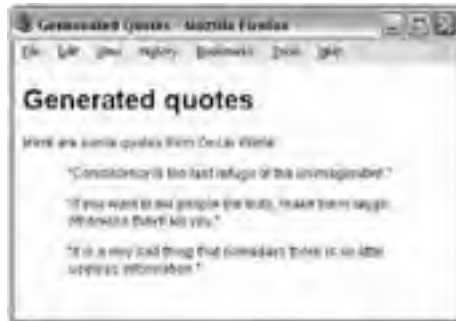 Generated Quotes - Mozilla Firefox
File Edit View History Bookmarks Tools Help
Generated quotes
Here are some quotes from Oscar Wilde:
"Consistency is the last refuge of the unimaginative."
"If you want to tell people the truth, make them laugh,
otherwise they'll kill you."
"It is a very sad thing that nowadays there is so little
useless information."